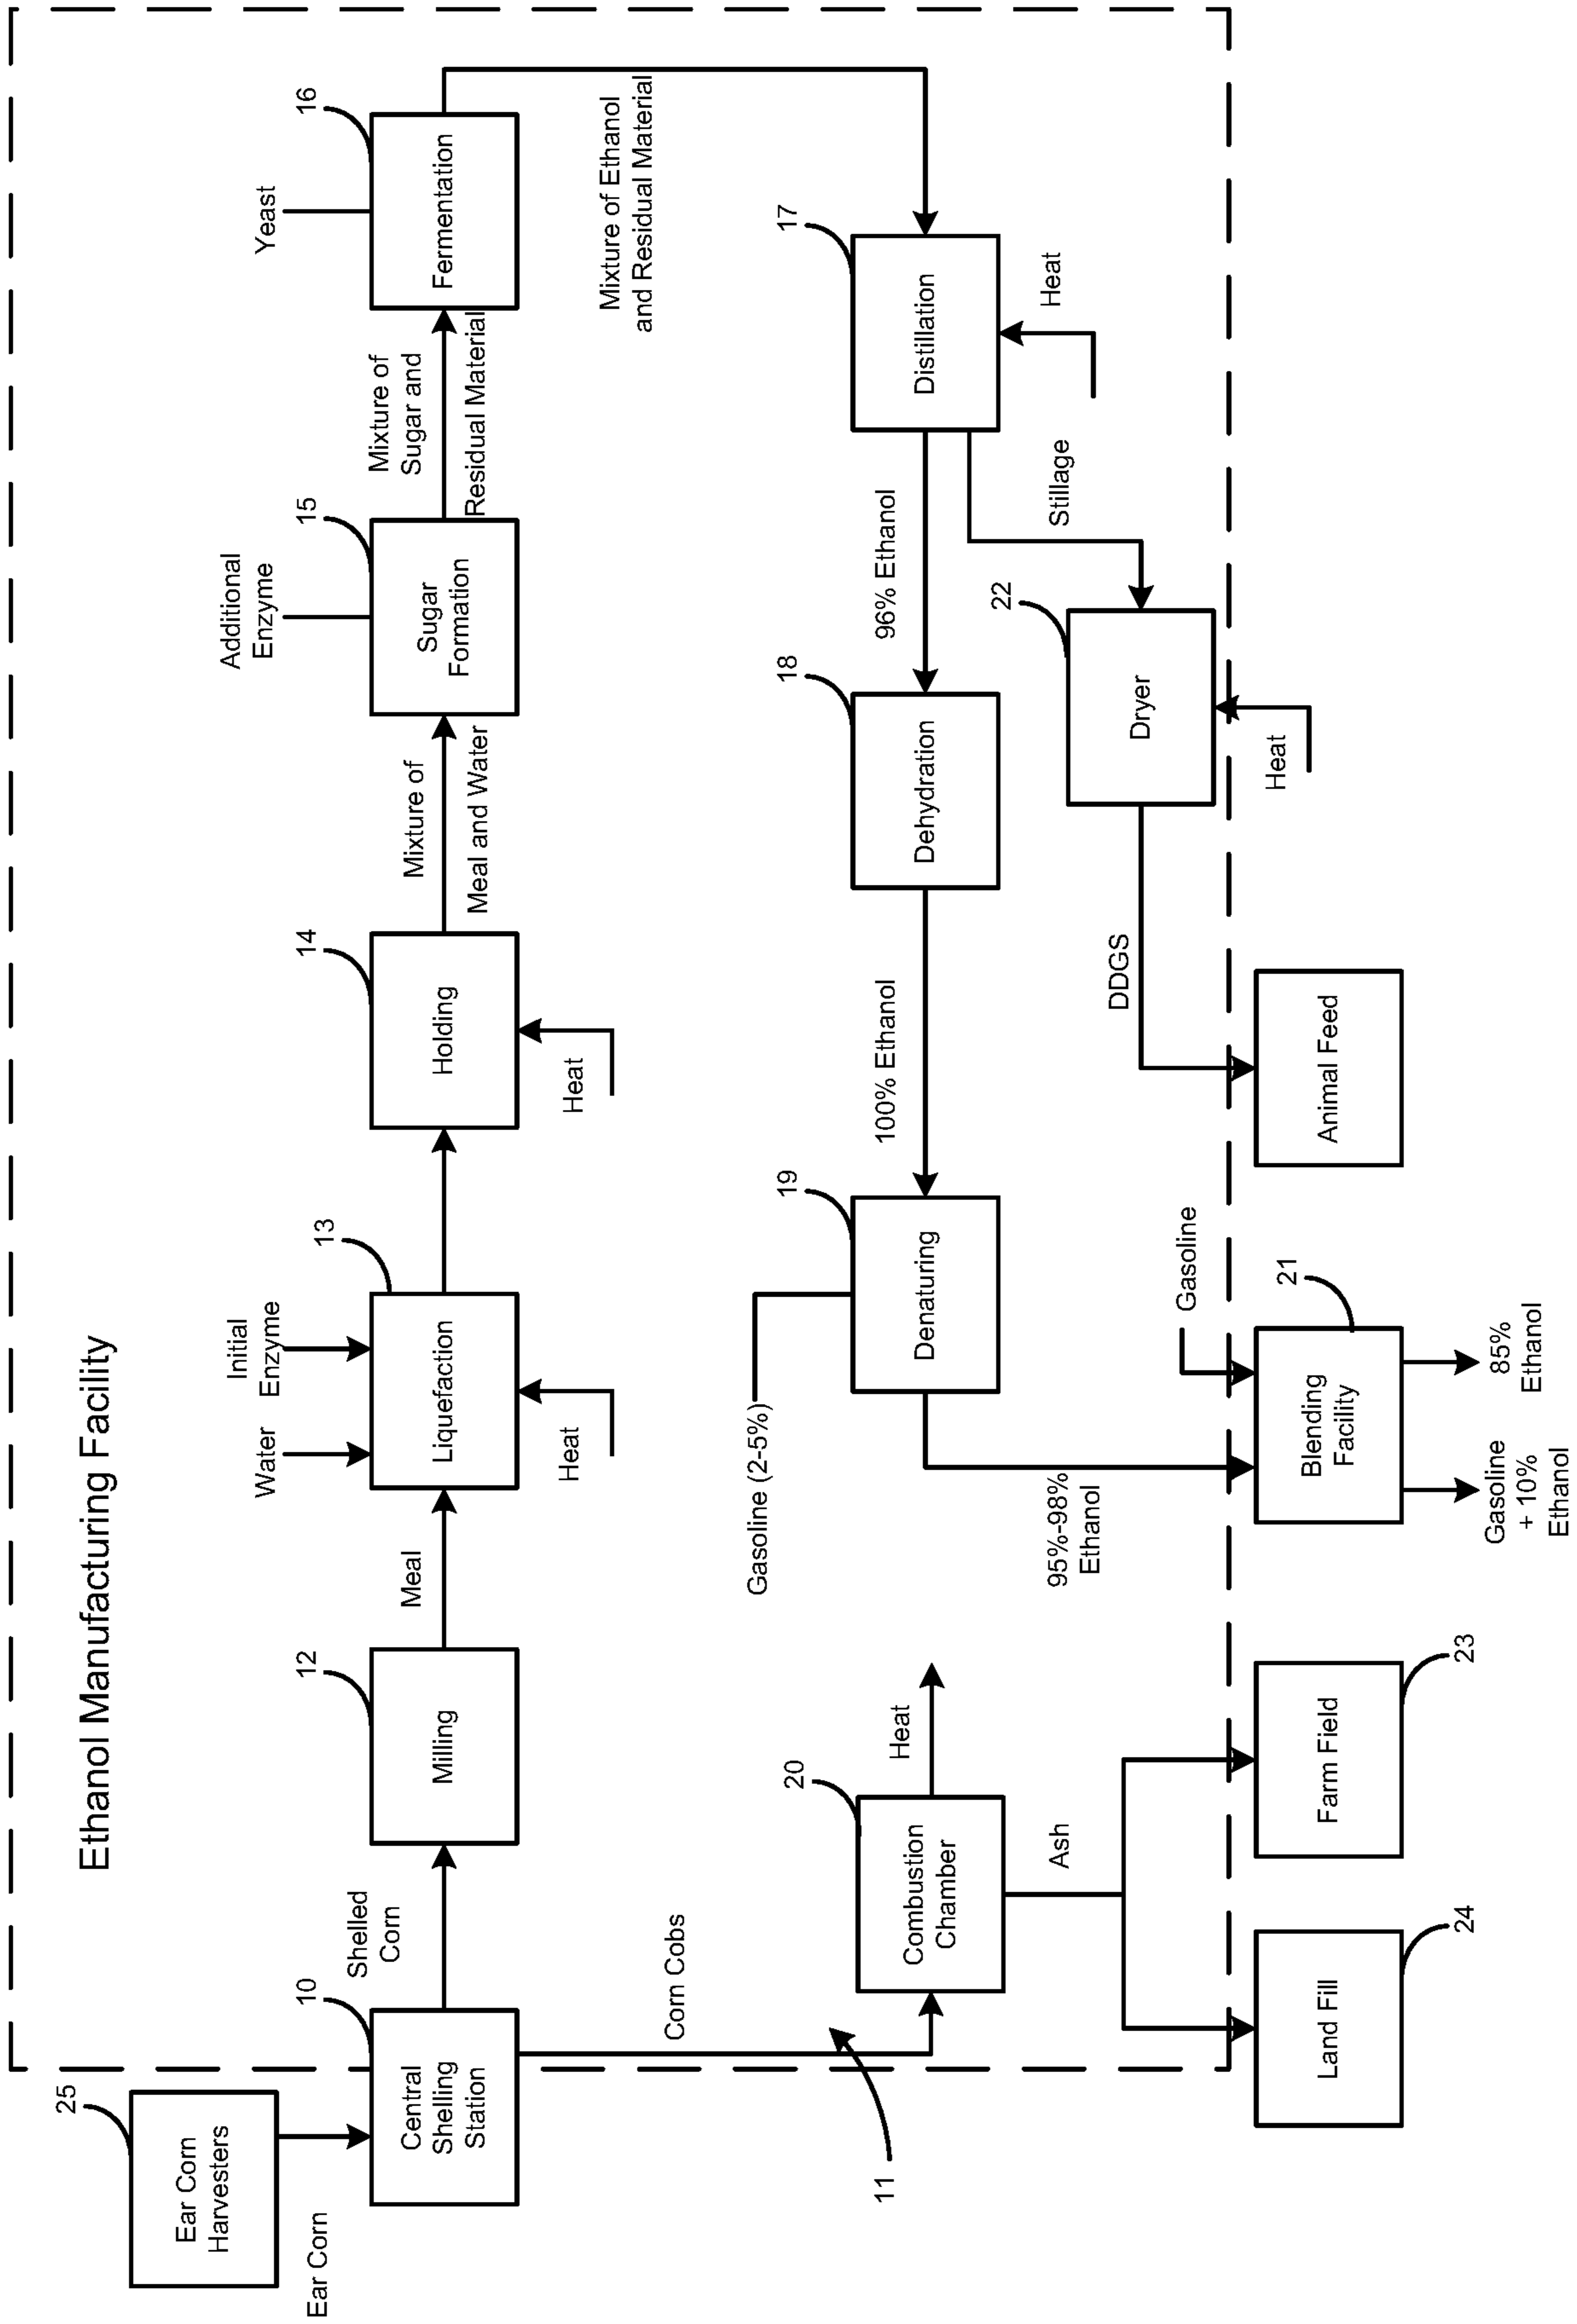 Ethanol Manufacturing Facility
25
Ear Corn
Harvesters
Ear Corn
10
Central
Shelling
Station
Shelled
Corn
12
Milling
Meal
Water
Initial
Enzyme
13
Liquefaction
Heat
14
Holding
Heat
Mixture of
Meal and Water
Additional
Enzyme
15
Sugar
Formation
Mixture of
Sugar and
Residual Material
Yeast
16
Fermentation
Mixture of Ethanol
and Residual Material
Corn Cobs
11
20
Combustion
Chamber
Heat
Ash
Gasoline (2-5%)
19
Denaturing
95%-98%
Ethanol
100% Ethanol
18
Dehydration
96% Ethanol
17
Distillation
Heat
Stillage
22
Dryer
Heat
DDGS
Gasoline
Land Fill
24
Farm Field
23
21
Blending
Facility
Gasoline
+ 10%
Ethanol
85%
Ethanol
Animal Feed